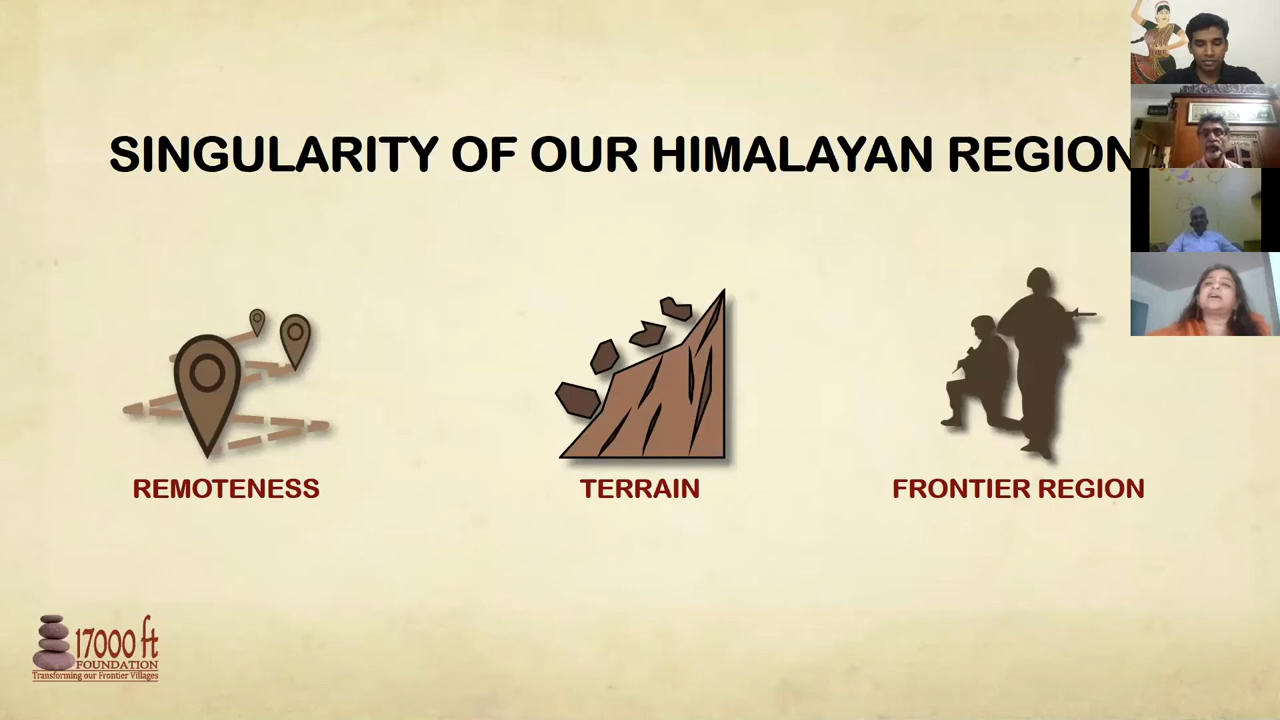 SINGULARITY OF OUR HIMALAYAN REGION
REMOTENESS
TERRAIN
FRONTIER REGION
17000 ft
FOUNDATION
Transforming our Frontier Villages